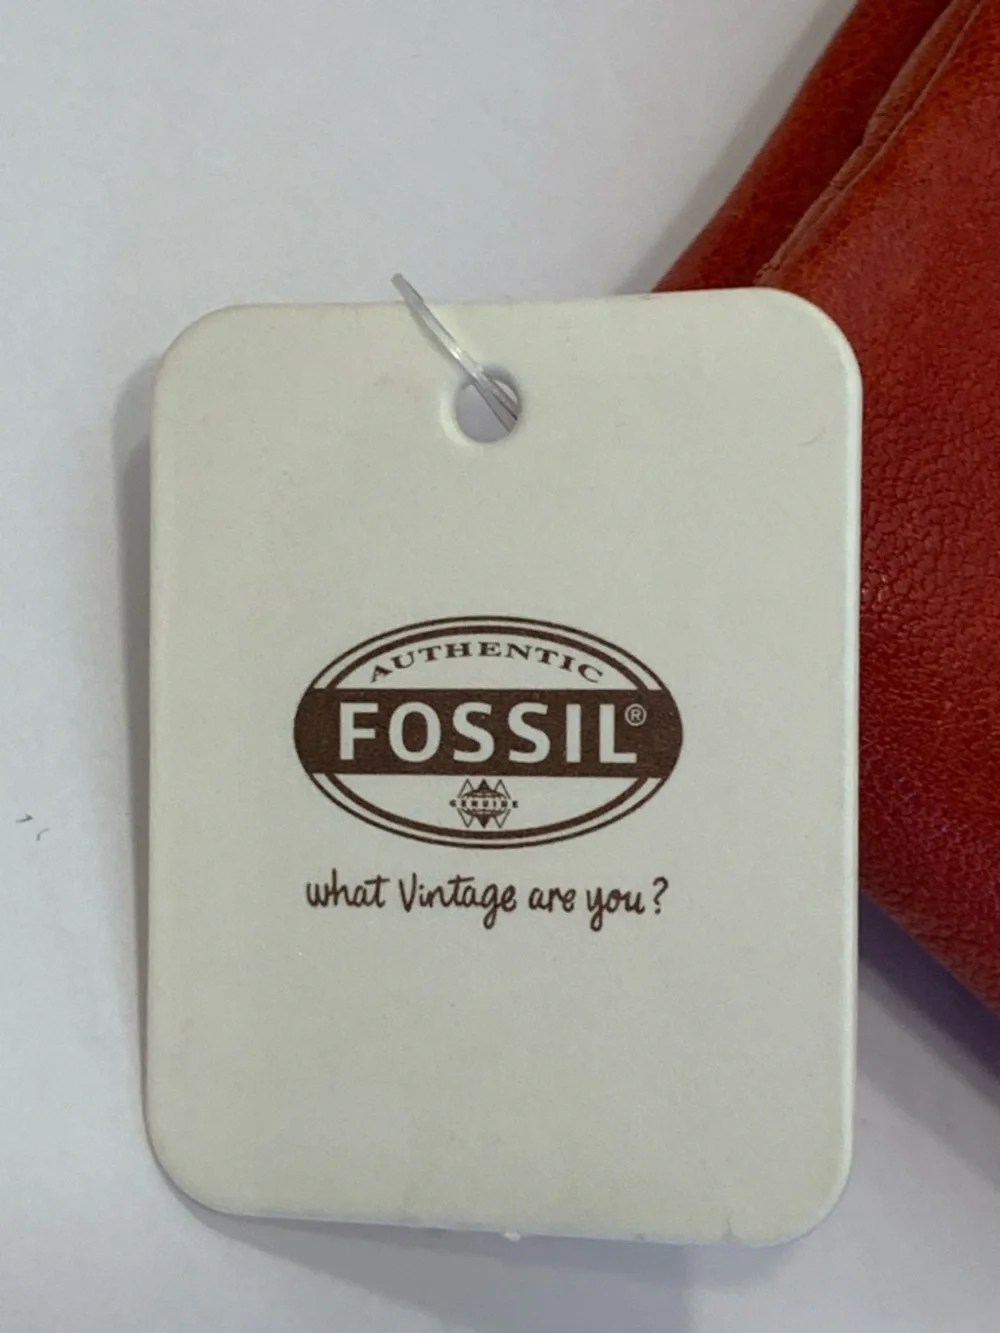 AUTHENTIC
FOSSIL®
GENUINE
what Vintage are you?